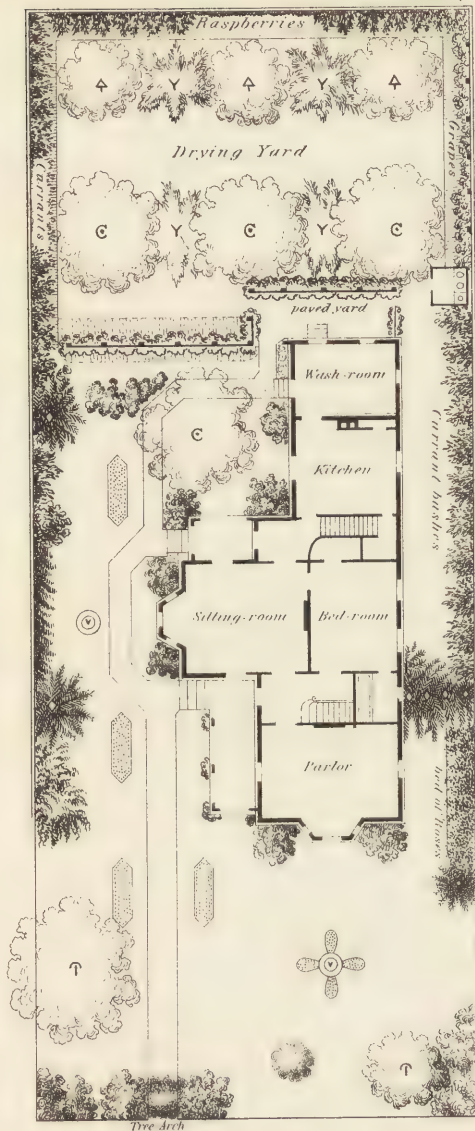 Raspberries
Drying Yard
Currants
Grapes
paved yard
Wash-room
Kitchen
Currant bushes
Sitting-room
Bed-room
Parlor
bed of Roses
Tree Arch